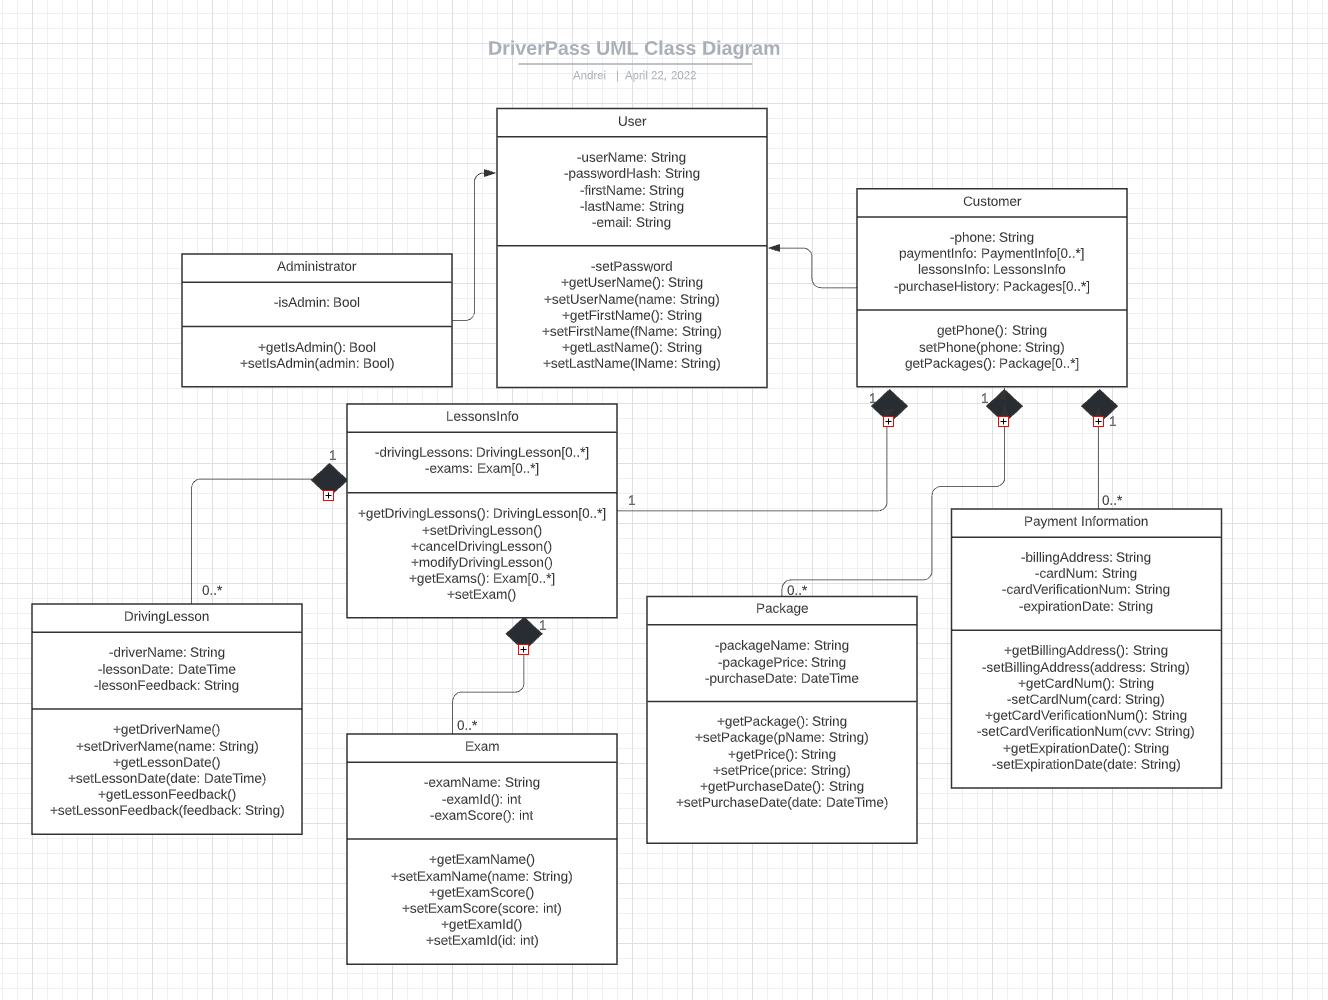 DriverPass UML Class Diagram
Andrei | April 22, 2022
User
-userName: String
-passwordHash: String
-firstName: String
-lastName: String
-email: String
-setPassword
+getUserName(): String
+setUserName(name: String)
+getFirstName(): String
+setFirstName(fName: String)
+getLastName(): String
+setLastName(lName: String)
Customer
-phone: String
paymentInfo: PaymentInfo[0..*]
lessonsInfo: LessonsInfo
-purchaseHistory: Packages[0..*]
getPhone(): String
setPhone(phone: String)
getPackages(): Package[0..*]
1
1
1
Administrator
-isAdmin: Bool
+getIsAdmin(): Bool
+setIsAdmin(admin: Bool)
LessonsInfo
-drivingLessons: DrivingLesson[0..*]
-exams: Exam[0..*]
+getDrivingLessons(): DrivingLesson[0..*]
+setDrivingLesson()
+cancelDrivingLesson()
+modifyDrivingLesson()
+getExams(): Exam[0..*]
+setExam()
1
1
1
0..*
DrivingLesson
-driverName: String
-lessonDate: DateTime
-lessonFeedback: String
+getDriverName()
+setDriverName(name: String)
+getLessonDate()
+setLessonDate(date: DateTime)
+getLessonFeedback()
+setLessonFeedback(feedback: String)
0..*
Exam
-examName: String
-examId(): int
-examScore(): int
+getExamName()
+setExamName(name: String)
+getExamScore()
+setExamScore(score: int)
+getExamId()
+setExamId(id: int)
0..*
Package
-packageName: String
-packagePrice: String
-purchaseDate: DateTime
+getPackage(): String
+setPackage(pName: String)
+getPrice(): String
+setPrice(price: String)
+getPurchaseDate(): String
+setPurchaseDate(date: DateTime)
0..*
Payment Information
-billingAddress: String
-cardNum: String
-cardVerificationNum: String
-expirationDate: String
+getBillingAddress(): String
-setBillingAddress(address: String)
+getCardNum(): String
-setCardNum(card: String)
+getCardVerificationNum(): String
-setCardVerificationNum(cvv: String)
+getExpirationDate(): String
-setExpirationDate(date: String)